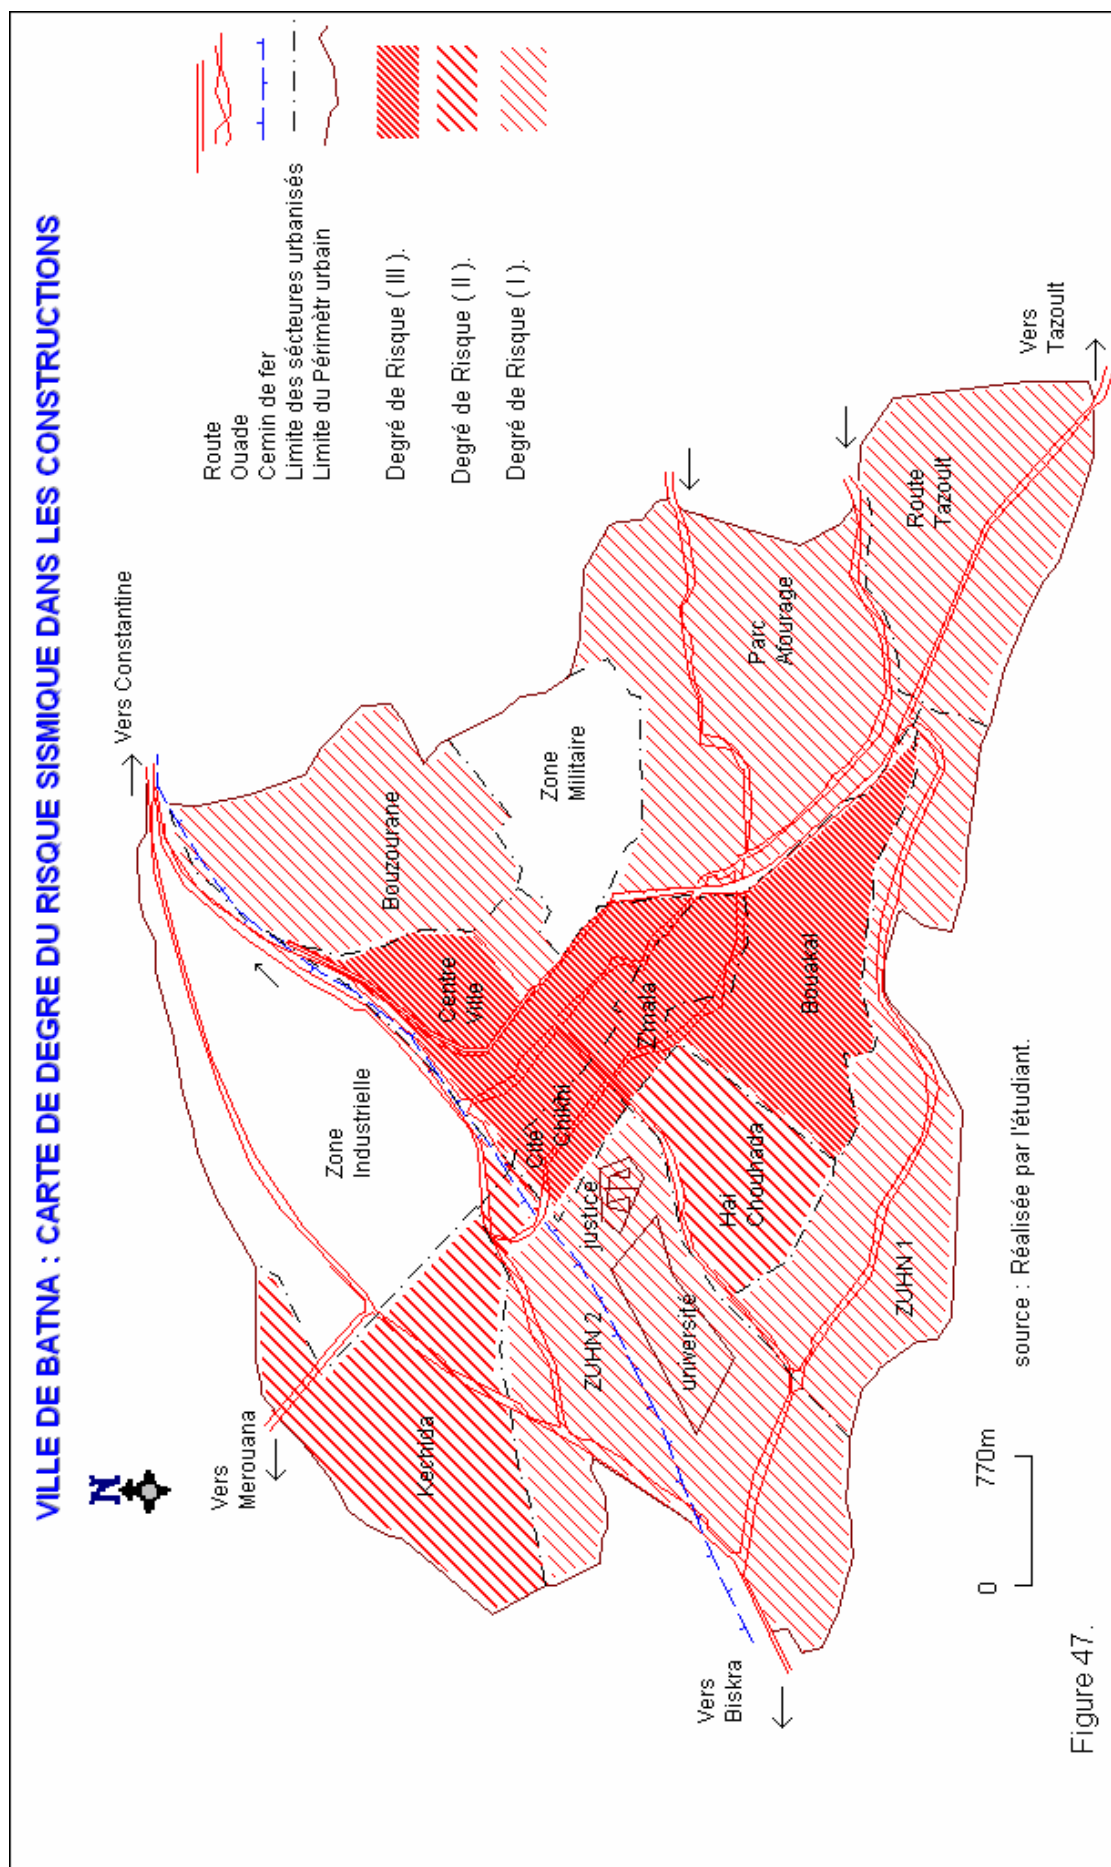 VILLE DE BATNA : CARTE DE DEGRE DU RISQUE SISMIQUE DANS LES CONSTRUCTIONS
N
Vers Constantine
Route
Ouade
Cemin de fer
Limite des sécteures urbanisés
Limite du Périmètr urbain
Degré de Risque ( III ).
Degré de Risque ( II ).
Degré de Risque ( I ).
Vers
Merouana
Zone
Industrielle
Bouzourane
Kechida
Centre
Ville
Zone
Militaire
Cité
Chikhi
Z'mala
ZUHN 2
justice
université
Hai
Chouhada
Bouakal
Parc
Afourage
Route
Tazoult
Vers
Tazoult
ZUHN 1
Vers
Biskra
0 770m
source : Réalisée par l'étudiant.
Figure 47.